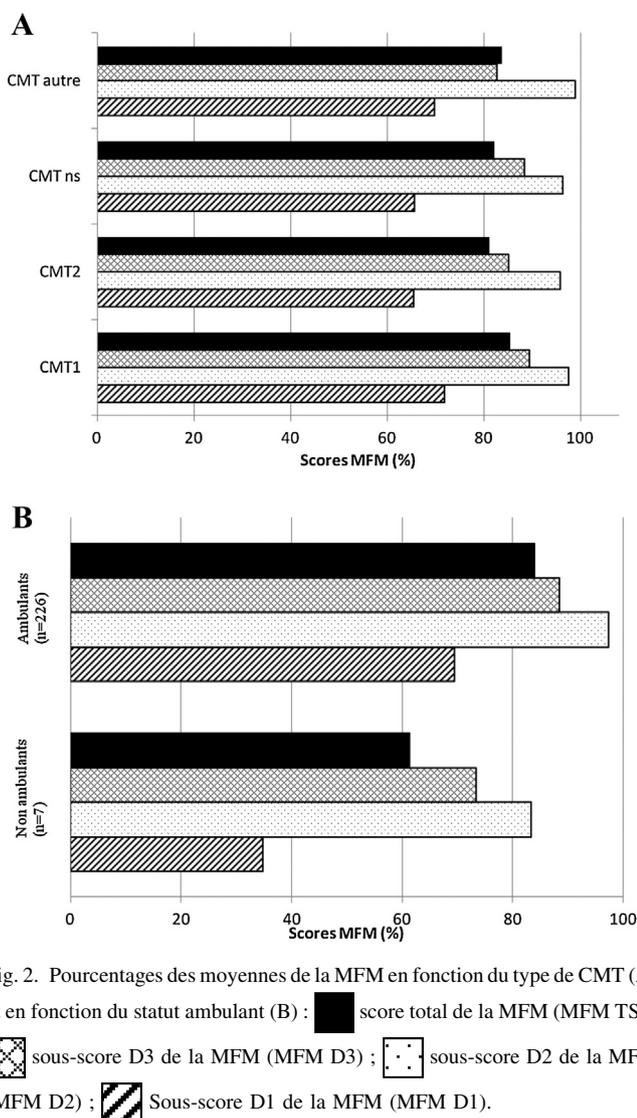 A
CMT autre
CMT ns
CMT2
CMT1
0 20 40 60 80 100
Scores MFM (%)
B
Ambulants
(n=226)
Non ambulants
(n=7)
0 20 40 60 80 100
Scores MFM (%)
ig. 2. Pourcentages des moyennes de la MFM en fonction du type de CMT (
en fonction du statut ambulant (B) : score total de la MFM (MFM TS
sous-score D3 de la MFM (MFM D3) ; sous-score D2 de la MF
MFM D2) ; Sous-score D1 de la MFM (MFM D1).